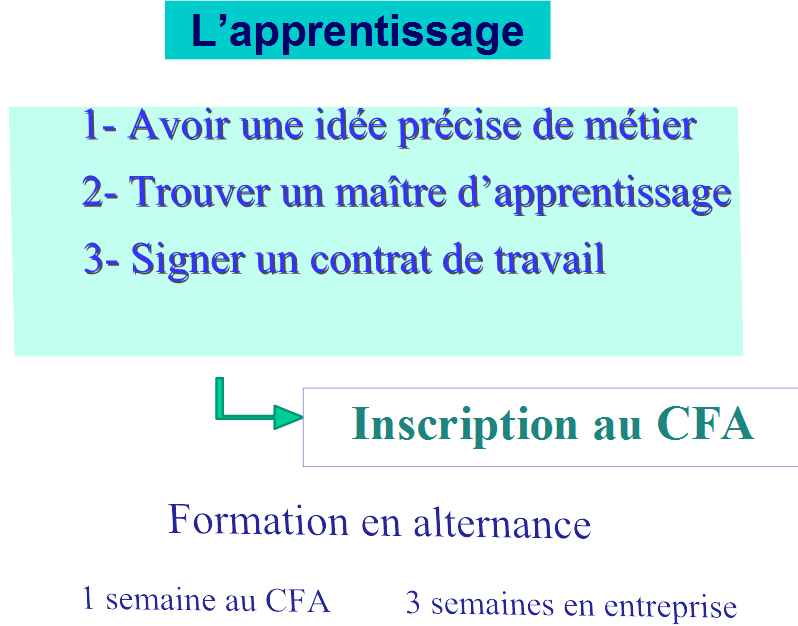 L’apprentissage
1- Avoir une idée précise de métier
2- Trouver un maître d’apprentissage
3- Signer un contrat de travail
Inscription au CFA
Formation en alternance
1 semaine au CFA
3 semaines en entreprise